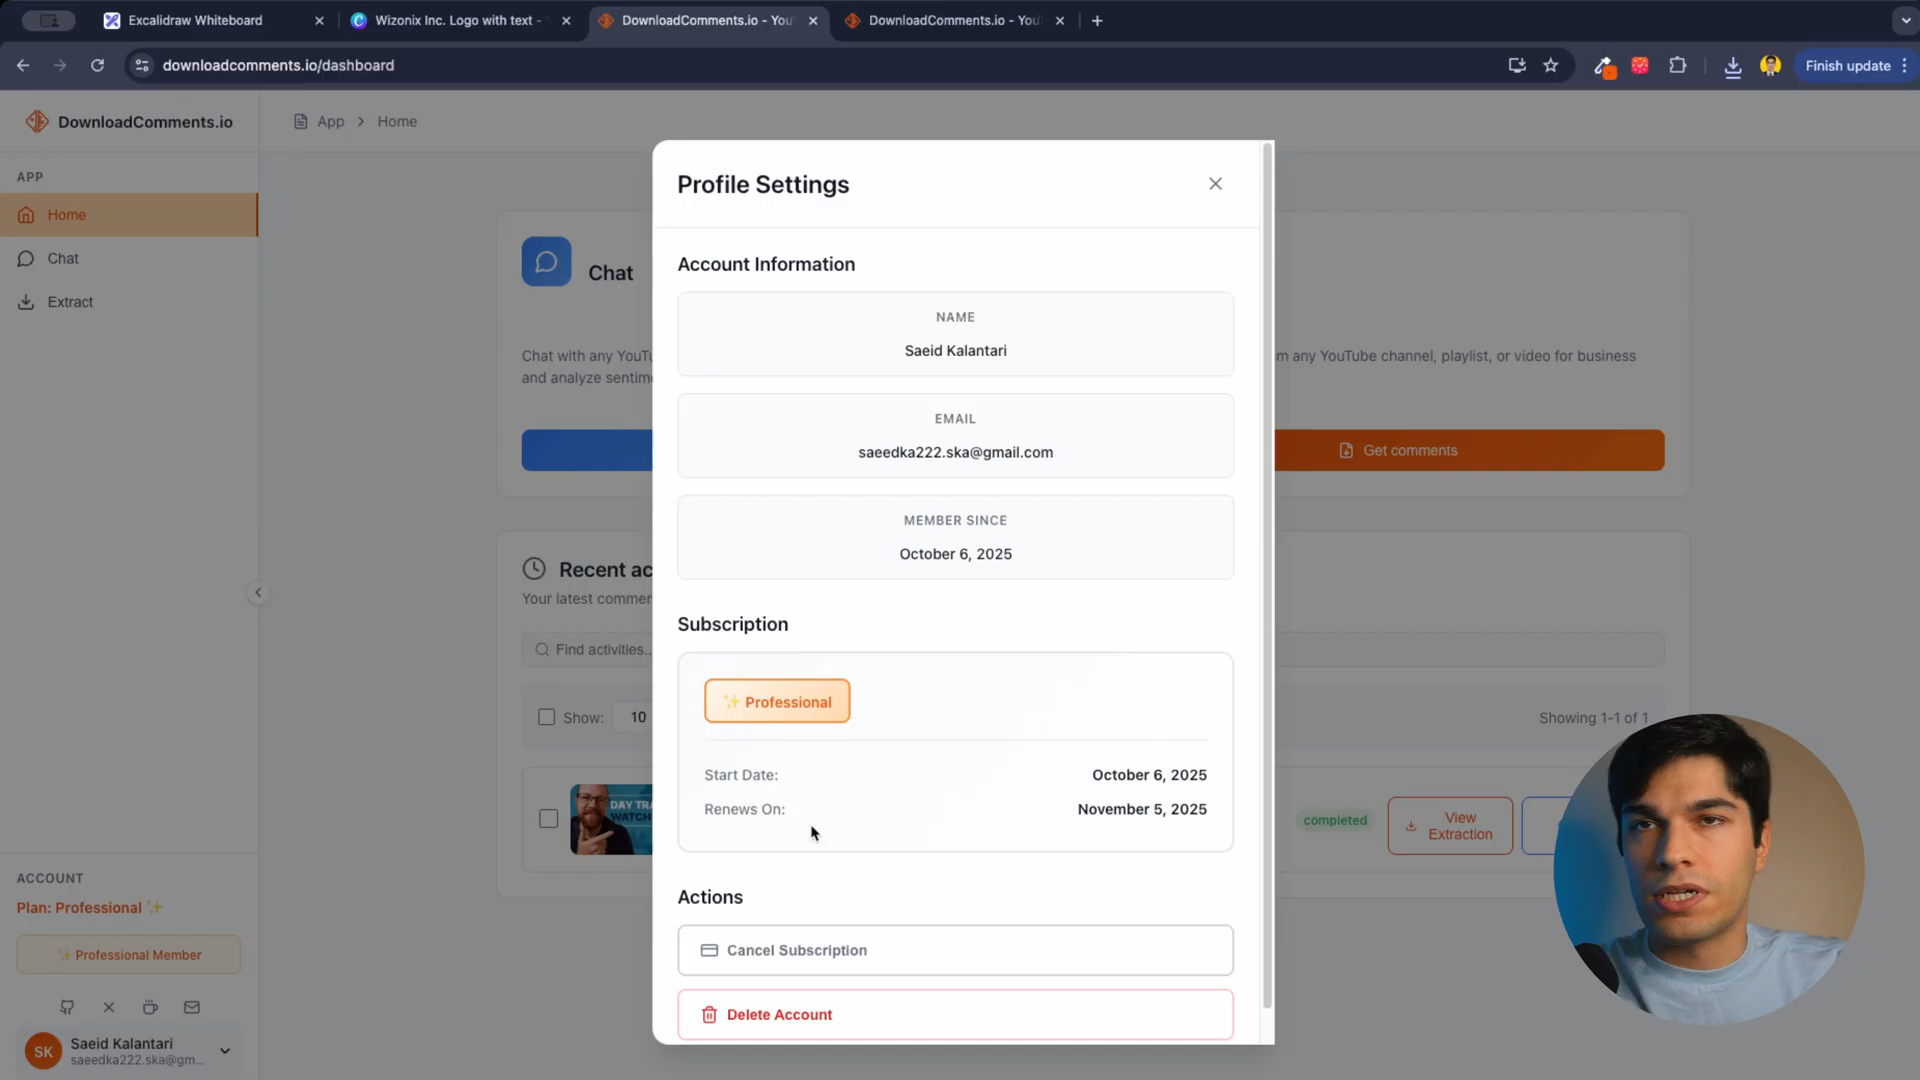 Excalidraw Whiteboard
Wizonix Inc. Logo with text -
DownloadComments.io - You
DownloadComments.io - You
downloadcomments.io/dashboard
Finish update
DownloadComments.io
App > Home
APP
Home
Chat
Extract
Chat
Chat with any YouTu
and analyze sentim
m any YouTube channel, playlist, or video for business
Get comments
Recent ac
Your latest commen
Find activities...
Show: 10
Showing 1-1 of 1
DAY TRA
WATCH
completed
View
Extraction
Profile Settings
Account Information
NAME
Saeid Kalantari
EMAIL
saeedka222.ska@gmail.com
MEMBER SINCE
October 6, 2025
Subscription
✨ Professional
Start Date: October 6, 2025
Renews On: November 5, 2025
Actions
Cancel Subscription
Delete Account
ACCOUNT
Plan: Professional ✨
✨ Professional Member
SK
Saeid Kalantari
saeedka222.ska@gm...